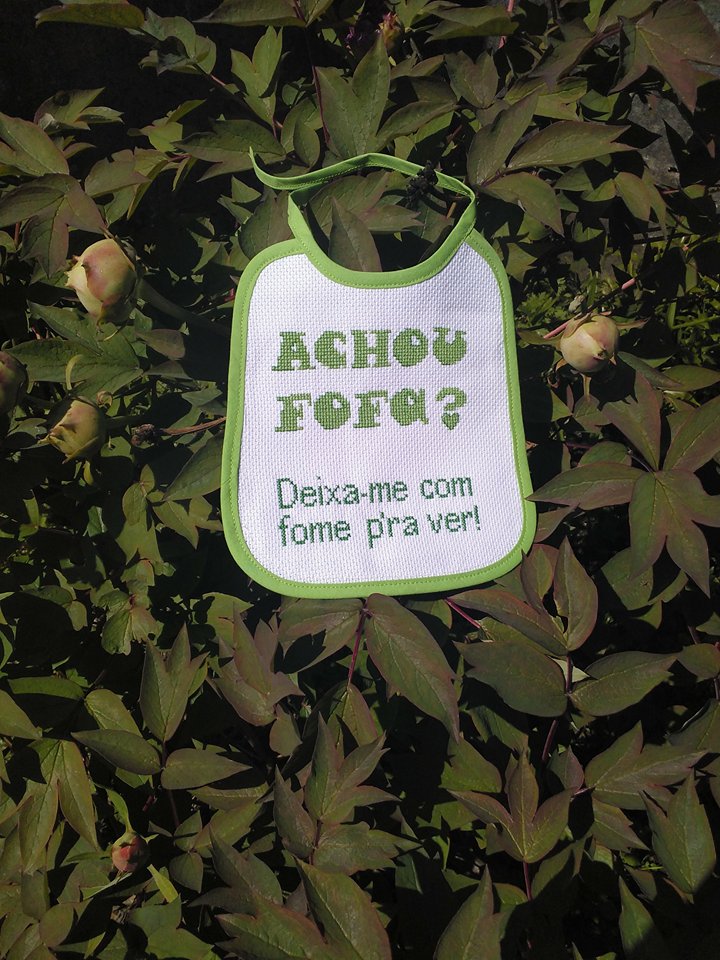 ACHOU
FOFA?
Deixa-me com
fome p'ra ver!